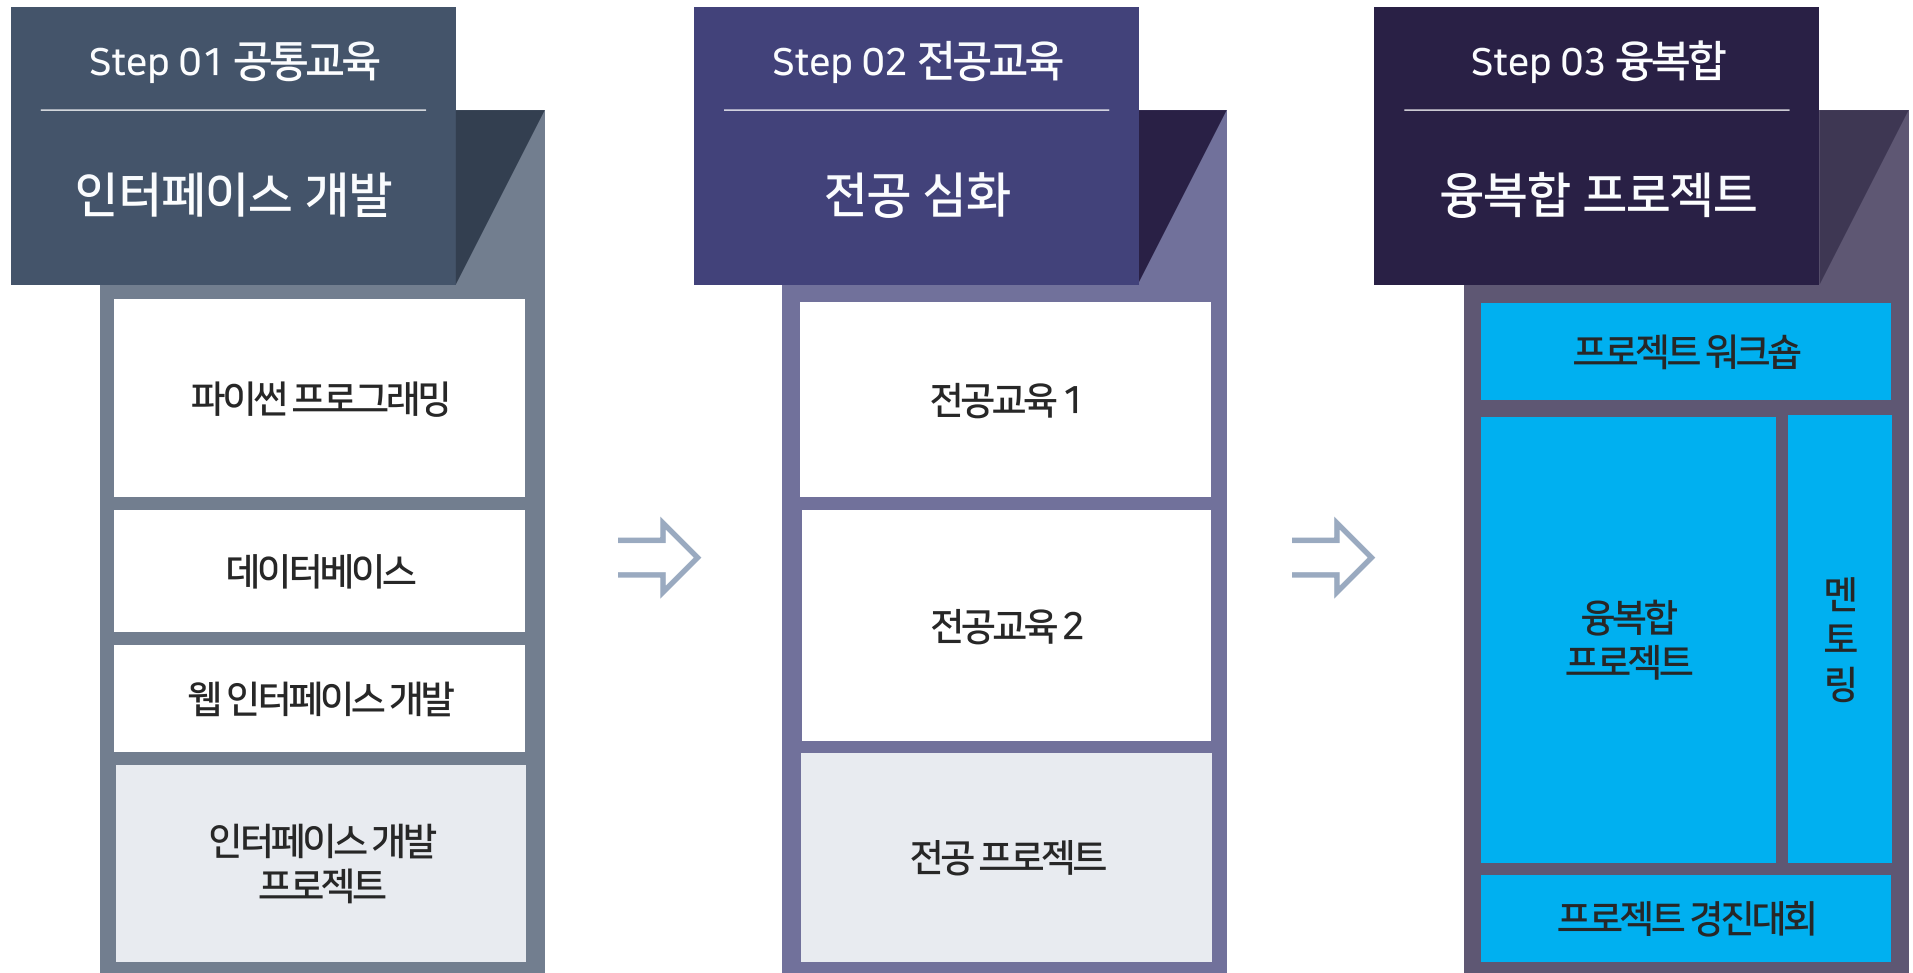 Step 01 공통교육
인터페이스 개발
파이썬 프로그래밍
데이터베이스
웹 인터페이스 개발
인터페이스 개발
프로젝트
Step 02 전공교육
전공 심화
전공교육 1
전공교육 2
전공 프로젝트
Step 03 융복합
융복합 프로젝트
프로젝트 워크숍
융복합
프로젝트
멘
토
링
프로젝트 경진대회